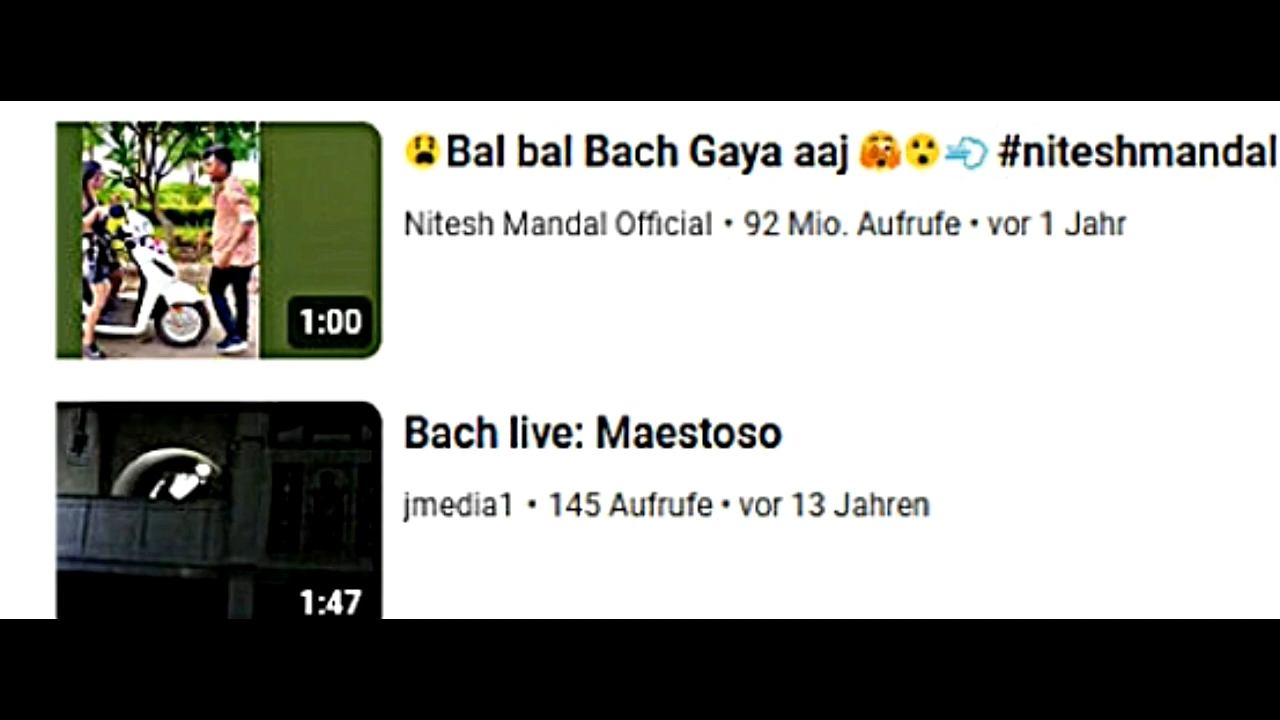 😫Bal bal Bach Gaya aaj 🫣😮💨 #niteshmandal
Nitesh Mandal Official • 92 Mio. Aufrufe • vor 1 Jahr
1:00
Bach live: Maestoso
jmedia1 • 145 Aufrufe • vor 13 Jahren
1:47